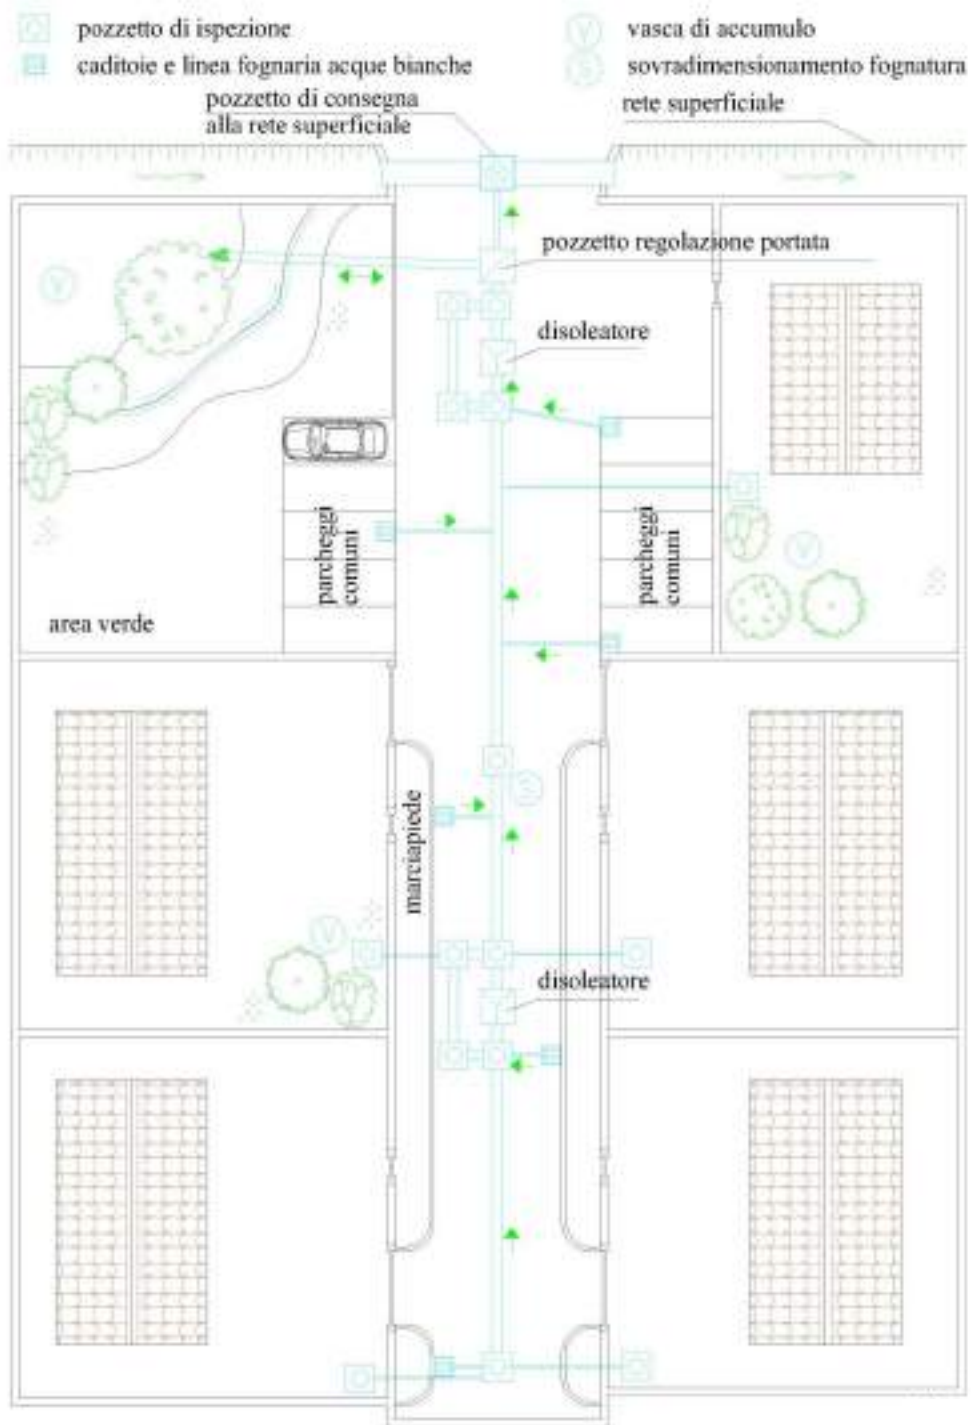 pozzetto di ispezione
caditoie e linea fognaria acque bianche
vasca di accumulo
sovradimensionamento fognatura
pozzetto di consegna
alla rete superficiale
rete superficiale
pozzetto regolazione portata
disoleatore
parcheggi
comuni
parcheggi
comuni
area verde
marciapiede
disoleatore
V
V
V
V